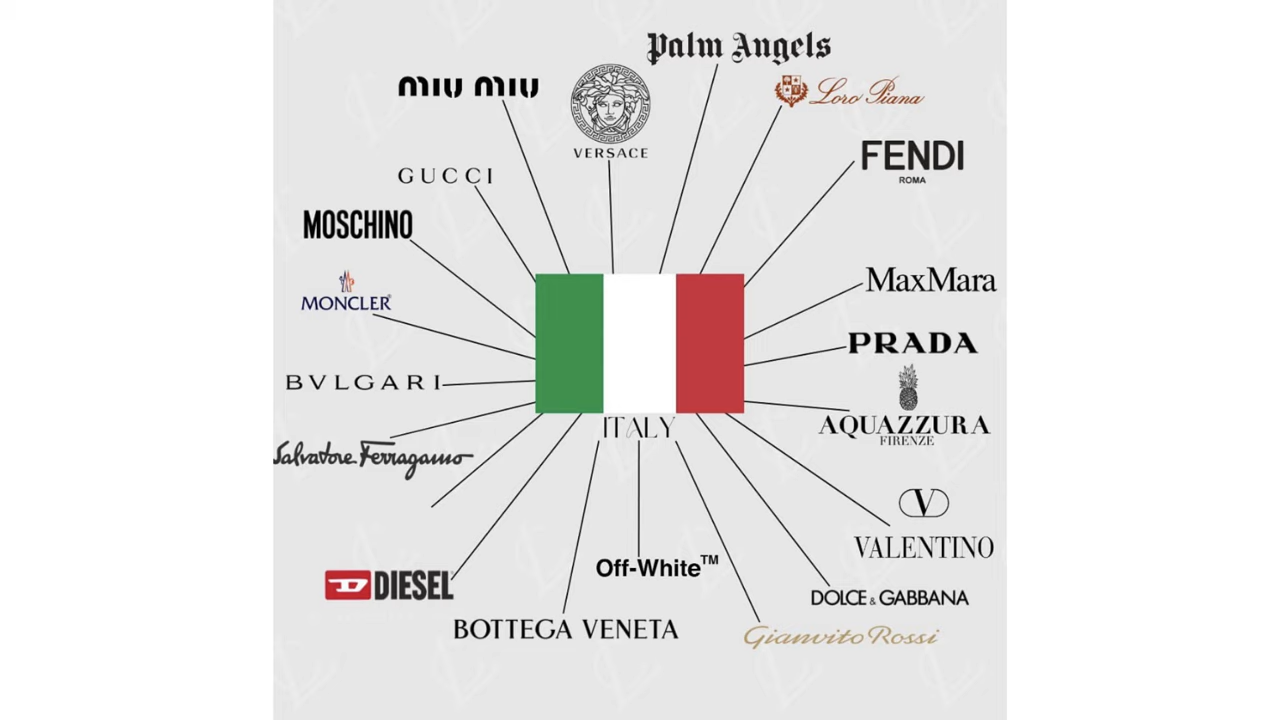 Palm Angels
MIU MIU
VERSACE
Loro Piana
FENDI
ROMA
GUCCI
MOSCHINO
MaxMara
MONCLER
PRADA
BVLGARI
AQUAZZURA
FIRENZE
ITALY
Salvatore Ferragamo
V
VALENTINO
Off-White™
D DIESEL
DOLCE & GABBANA
BOTTEGA VENETA
Gianvito Rossi